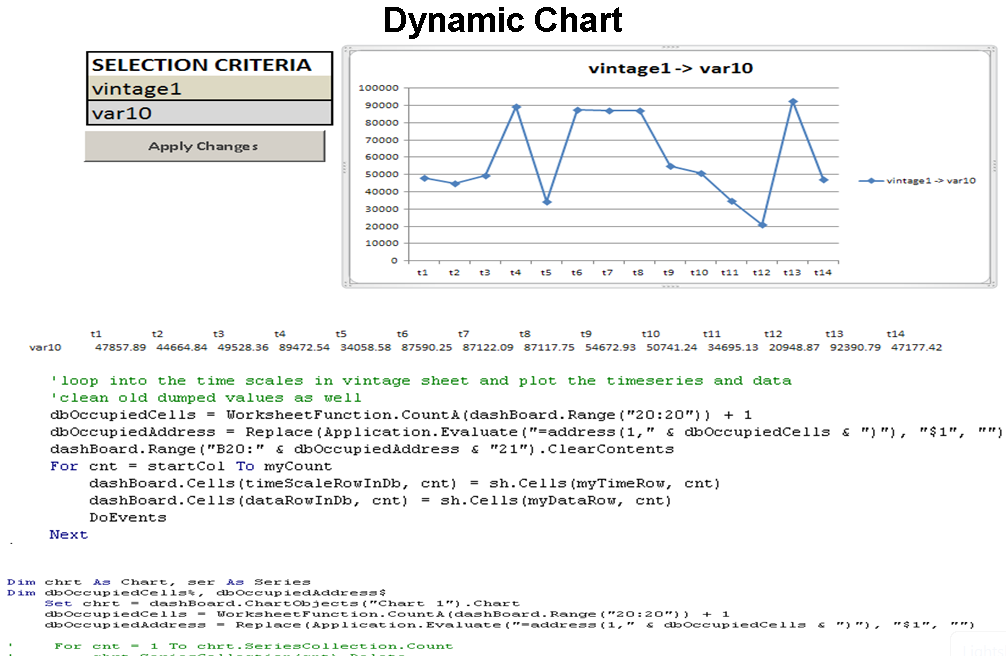 Dynamic Chart
SELECTION CRITERIA
vintage1
var10
Apply Changes
vintage1 -> var10
100000
90000
80000
70000
60000
50000
40000
30000
20000
10000
0
t1 t2 t3 t4 t5 t6 t7 t8 t9 t10 t11 t12 t13 t14
vintage1 -> var10
t1 t2 t3 t4 t5 t6 t7 t8 t9 t10 t11 t12 t13 t14
var10 47857.89 44664.84 49528.36 89472.54 34058.58 87590.25 87122.09 87117.75 54672.93 50741.24 34695.13 20948.87 92390.79 47177.42
'loop into the time scales in vintage sheet and plot the timeseries and data
'clean old dumped values as well
dbOccupiedCells = WorksheetFunction.CountA(dashBoard.Range("20:20")) + 1
dbOccupiedAddress = Replace(Application.Evaluate("=address(1," & dbOccupiedCells & ")"), "$1", "")
dashBoard.Range("B20:" & dbOccupiedAddress & "21").ClearContents
For cnt = startCol To myCount
dashBoard.Cells(timeScaleRowInDb, cnt) = sh.Cells(myTimeRow, cnt)
dashBoard.Cells(dataRowInDb, cnt) = sh.Cells(myDataRow, cnt)
DoEvents
Next
Dim chrt As Chart, ser As Series
Dim dbOccupiedCells%, dbOccupiedAddress$
Set chrt = dashBoard.ChartObjects("Chart 1").Chart
dbOccupiedCells = WorksheetFunction.CountA(dashBoard.Range("20:20")) + 1
dbOccupiedAddress = Replace(Application.Evaluate("=address(1," & dbOccupiedCells & ")"), "$1", "")
' For cnt = 1 To chrt.SeriesCollection.Count